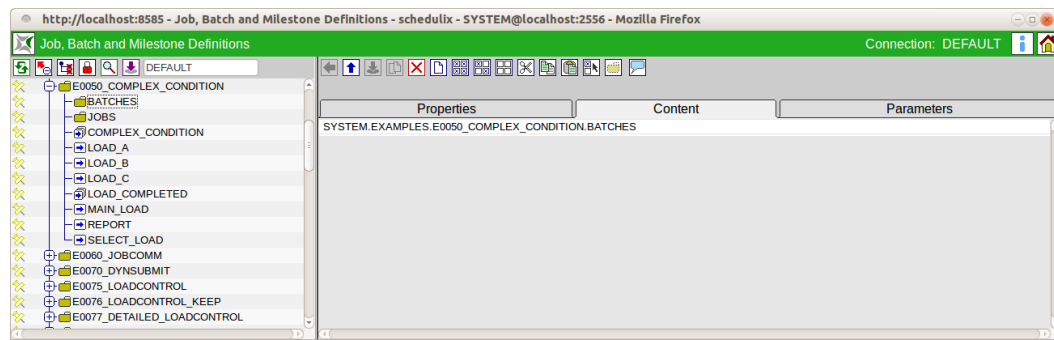 http://localhost:8585 - Job, Batch and Milestone Definitions - schedulix - SYSTEM@localhost:2556 - Mozilla Firefox
Job, Batch and Milestone Definitions
Connection: DEFAULT
DEFAULT
E0050_COMPLEX_CONDITION
BATCHES
JOBS
COMPLEX_CONDITION
LOAD_A
LOAD_B
LOAD_C
LOAD_COMPLETED
MAIN_LOAD
REPORT
SELECT_LOAD
E0060_JOBCOMM
E0070_DYNSUBMIT
E0075_LOADCONTROL
E0076_LOADCONTROL_KEEP
E0077_DETAILED_LOADCONTROL
Properties
Content
Parameters
SYSTEM.EXAMPLES.E0050_COMPLEX_CONDITION.BATCHES